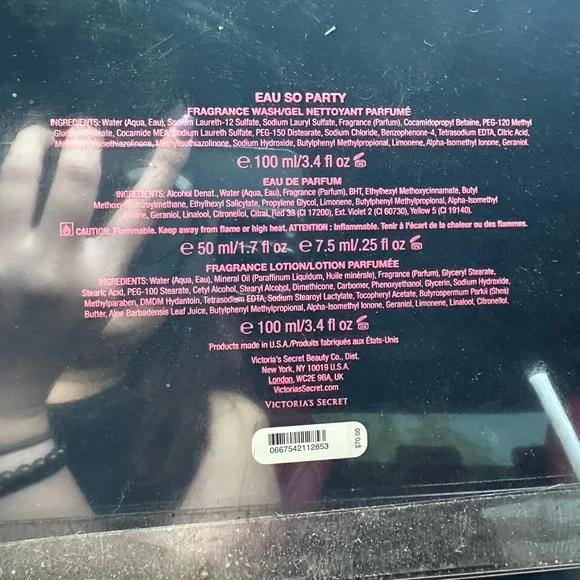 EAU SO PARTY
FRAGRANCE WASH/GEL NETTOYANT PARFUMÉ
INGREDIENTS: Water (Aqua, Eau), Sodium Laureth-12 Sulfate, Sodium Lauryl Sulfate, Fragrance (Parfum), Cocamidopropyl Betaine, PEG-120 Methyl
Cocamide MEA, Sodium Laureth Sulfate, PEG-150 Distearate, Sodium Chloride, Benzophenone-4, Tetrasodium EDTA, Citric Acid,
Methylisothiazolinone, Sodium Hydroxide, Butylphenyl Methylpropional, Limonene, Alpha-Isomethyl Ionone, Geraniol.
℮ 100 ml/3.4 fl oz
EAU DE PARFUM
INGREDIENTS: Alcohol Denat., Water (Aqua, Eau), Fragrance (Parfum), BHT, Ethylhexyl Methoxycinnamate, Butyl
Ethylhexyl Salicylate, Propylene Glycol, Limonene, Butylphenyl Methylpropional, Alpha-Isomethyl
Ionone, Geraniol, Linalool, Citronellol, Citral, Red 33 (CI 17200), Ext. Violet 2 (CI 60730), Yellow 5 (CI 19140).
CAUTION: Flammable. Keep away from flame or high heat. ATTENTION : Inflammable. Tenir à l'écart de la chaleur ou des flammes.
℮ 50 ml/1.7 fl oz ℮ 7.5 ml/.25 fl oz
FRAGRANCE LOTION/LOTION PARFUMÉE
INGREDIENTS: Water (Aqua, Eau), Mineral Oil (Paraffinum Liquidum, Huile minérale), Fragrance (Parfum), Glyceryl Stearate,
Stearic Acid, PEG-100 Stearate, Cetyl Alcohol, Stearyl Alcohol, Dimethicone, Carbomer, Phenoxyethanol, Glycerin, Sodium Hydroxide,
Methylparaben, DMDM Hydantoin, Tetrasodium EDTA, Sodium Stearoyl Lactylate, Tocopheryl Acetate, Butyrospermum Parkii (Shea)
Butter, Aloe Barbadensis Leaf Juice, Butylphenyl Methylpropional, Alpha-Isomethyl Ionone, Geraniol, Limonene, Linalool, Citronellol.
℮ 100 ml/3.4 fl oz
Products made in U.S.A./Produits fabriqués aux États-Unis
Victoria's Secret Beauty Co., Dist.
New York, NY 10019 U.S.A.
London, WC2E 9BA, UK
VictoriasSecret.com
VICTORIA'S SECRET
0667542112853
$70.00